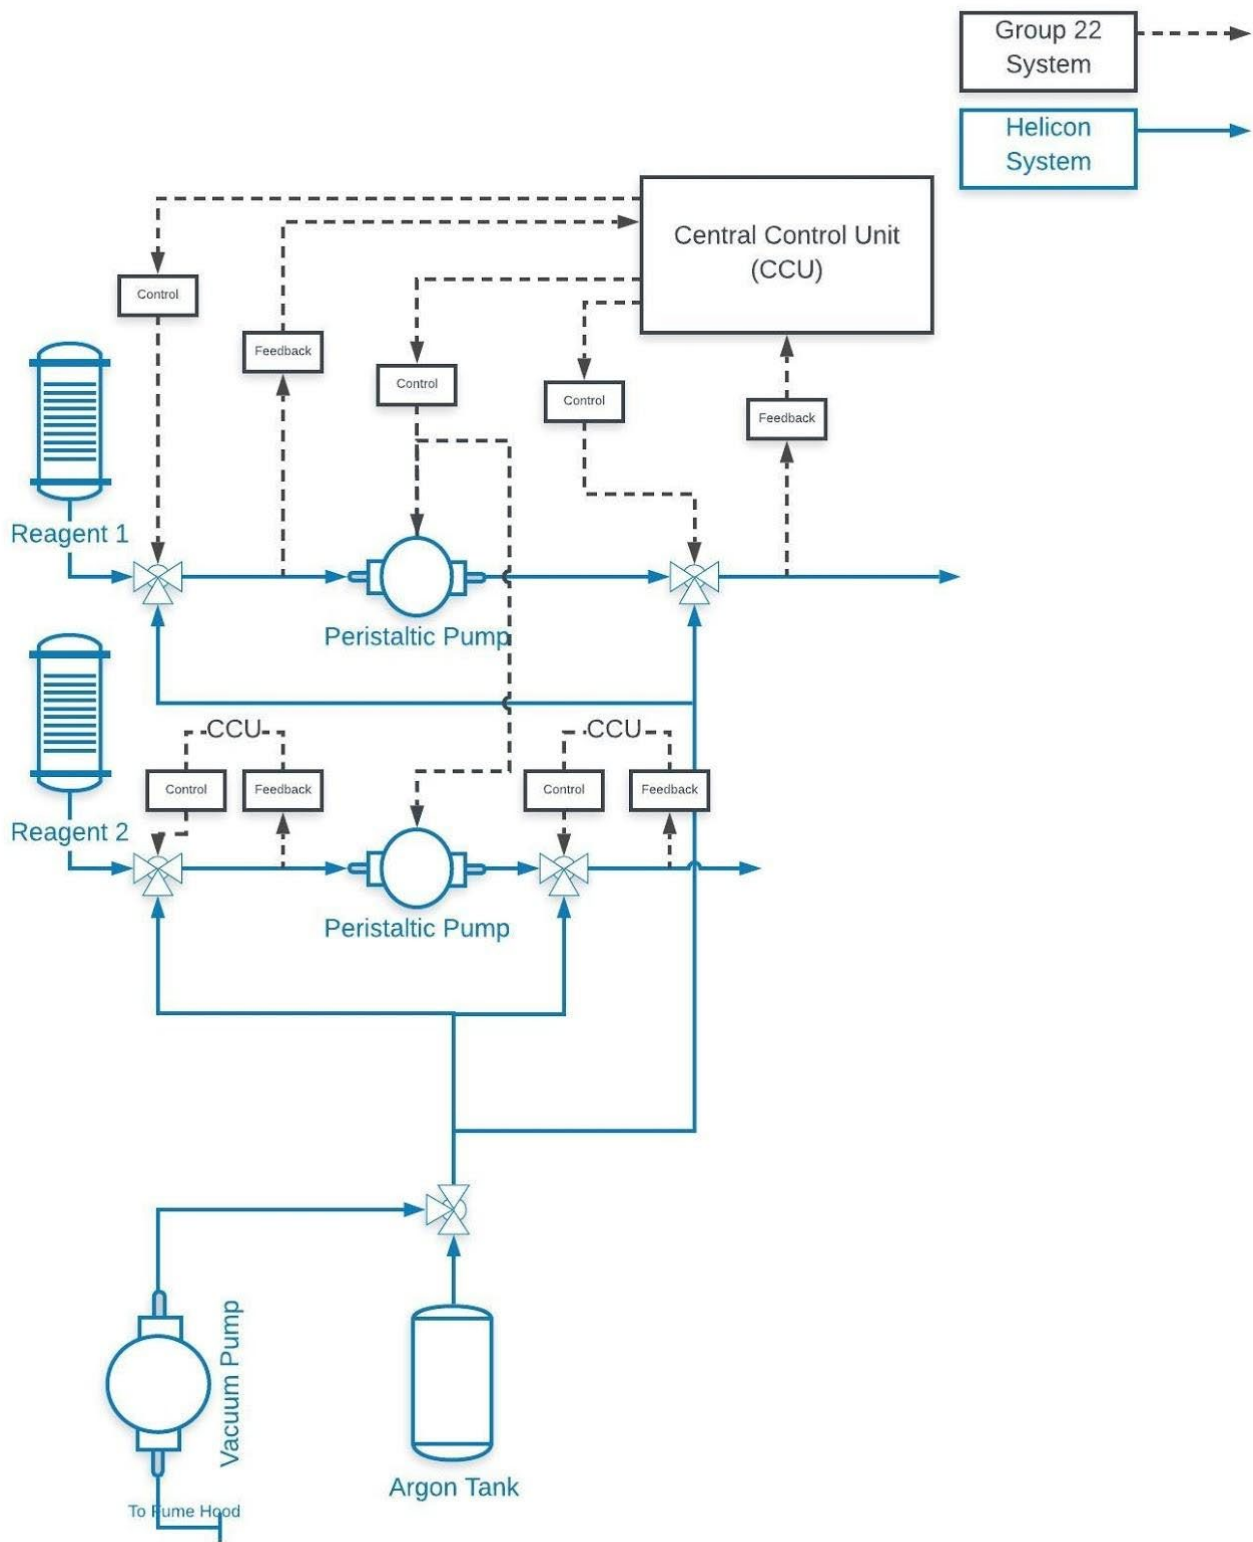 Group 22
System
Helicon
System
Central Control Unit
(CCU)
Control
Feedback
Control
Control
Feedback
Reagent 1
Peristaltic Pump
CCU
CCU
Control
Feedback
Control
Feedback
Reagent 2
Peristaltic Pump
Vacuum Pump
Argon Tank
To Fume Hood